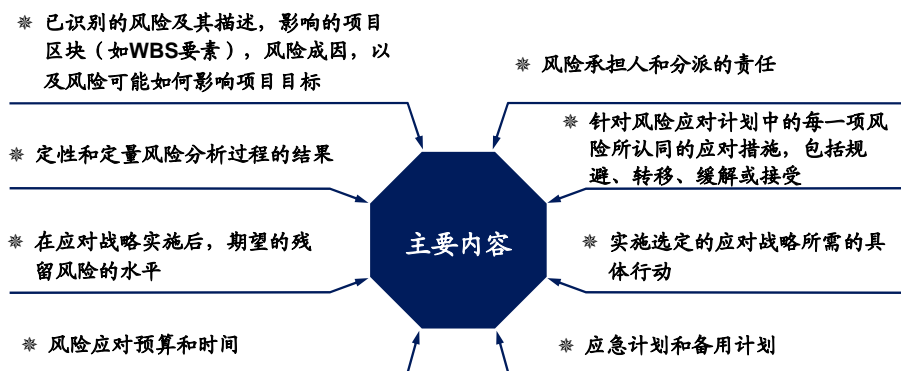 ✵ 已识别的风险及其描述，影响的项目
区块（如WBS要素），风险成因，以
及风险可能如何影响项目目标
✵ 风险承担人和分派的责任
✵ 定性和定量风险分析过程的结果
✵ 针对风险应对计划中的每一项风
险所认同的应对措施，包括规
避、转移、缓解或接受
主要内容
✵ 在应对战略实施后，期望的残
留风险的水平
✵ 实施选定的应对战略所需的具
体行动
✵ 风险应对预算和时间
✵ 应急计划和备用计划